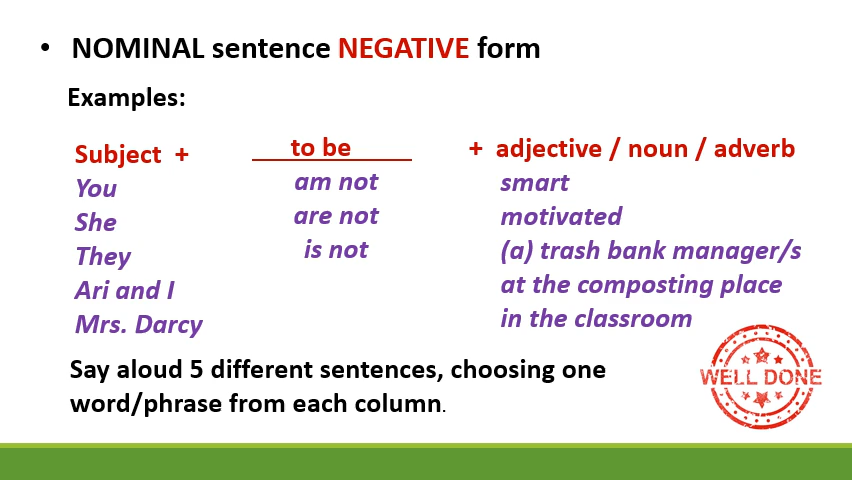 • NOMINAL sentence NEGATIVE form
Examples:
Subject + to be + adjective / noun / adverb
You am not smart
She are not motivated
They is not (a) trash bank manager/s
Ari and I at the composting place
Mrs. Darcy in the classroom
Say aloud 5 different sentences, choosing one
word/phrase from each column.
WELL DONE